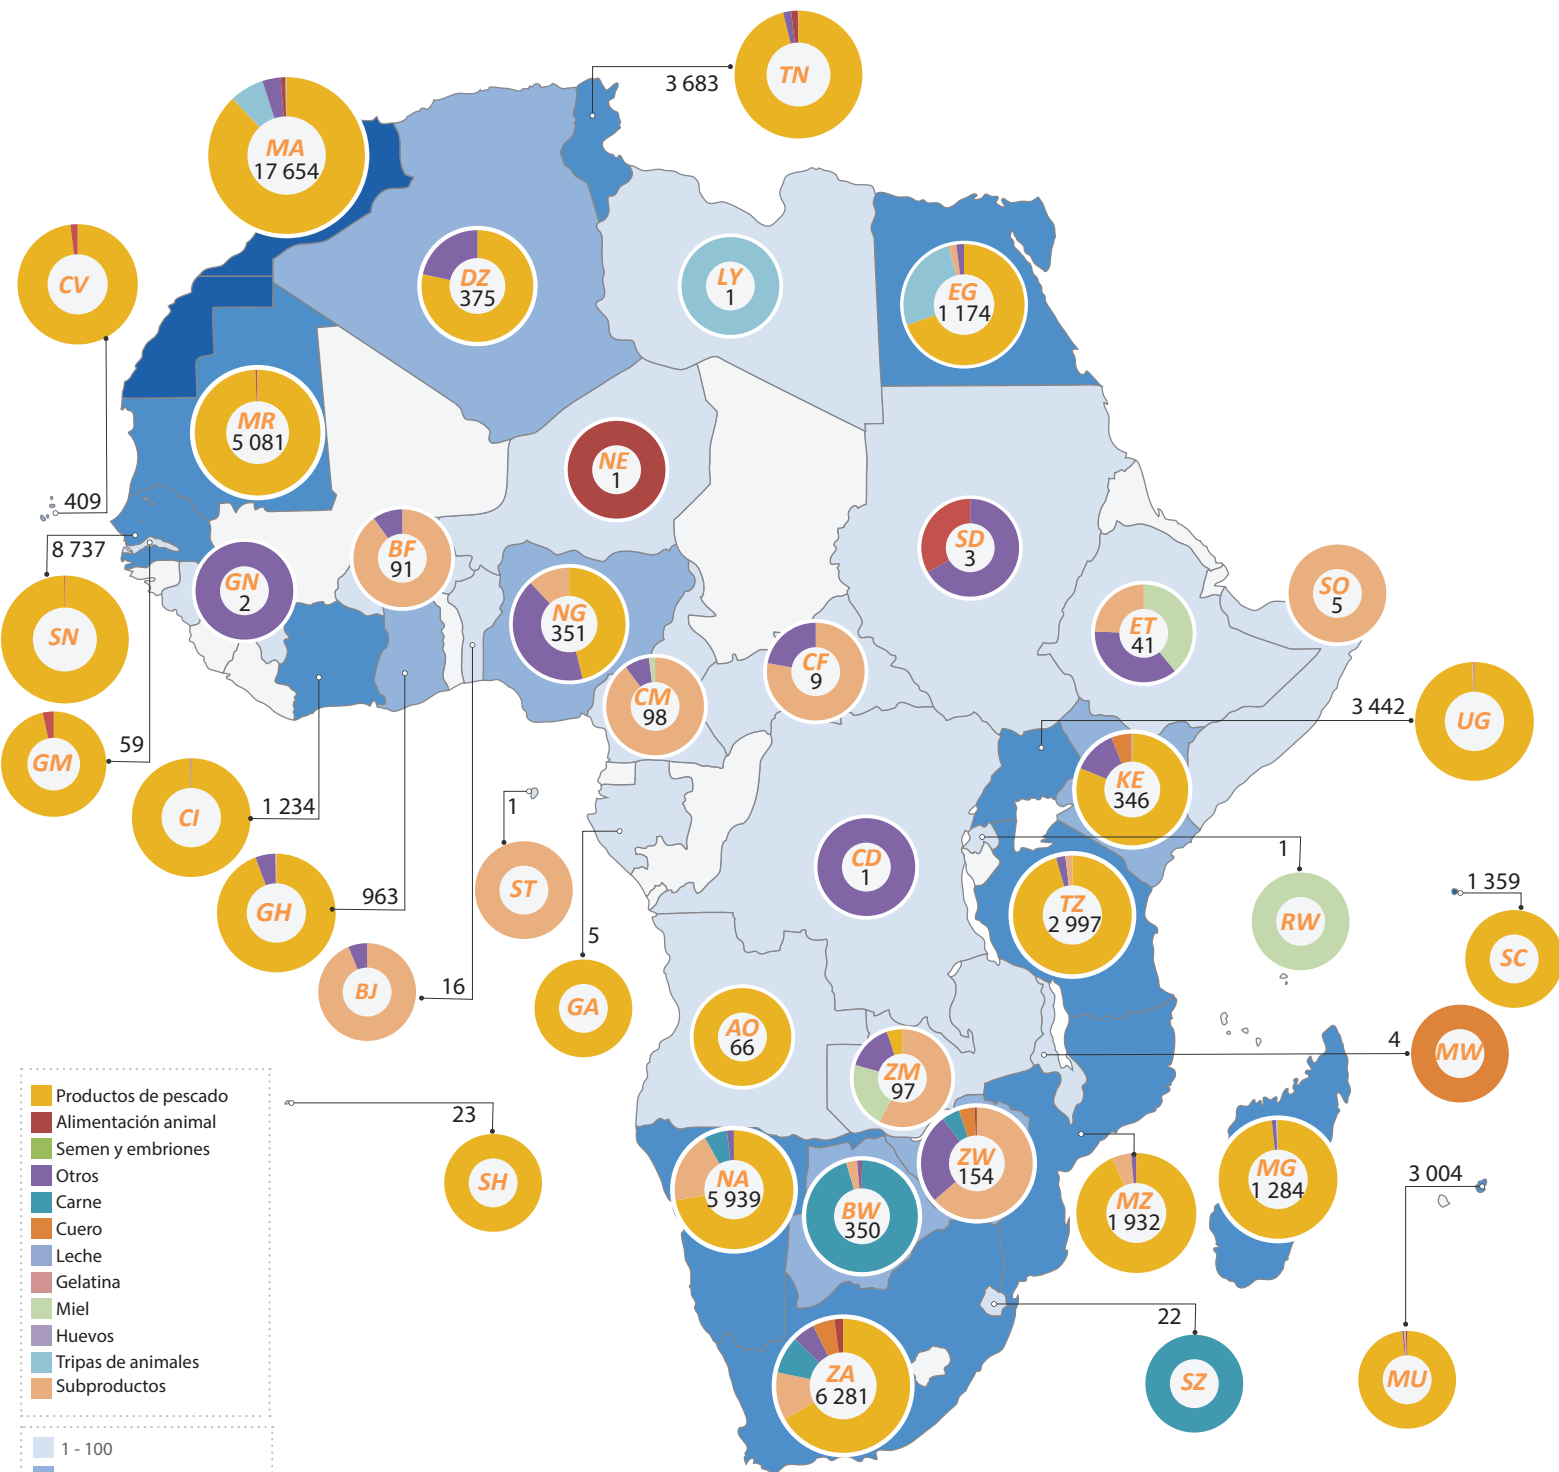 TN
3 683
MA
17 654
CV
DZ
375
LY
1
EG
1 174
MR
5 081
NE
1
409
8 737
SD
3
BF
91
GN
2
SO
5
NG
351
ET
41
SN
CF
9
CM
98
3 442
UG
59
GM
KE
346
CI
1 234
1
1
CD
1
ST
1 359
963
GH
TZ
2 997
RW
5
SC
BJ
16
GA
AO
66
4
MW
ZM
97
Productos de pescado
Alimentación animal
Semen y embriones
Otros
Carne
Cuero
Leche
Gelatina
Miel
Huevos
Tripas de animales
Subproductos
1 - 100
23
SH
ZW
154
NA
5 939
BW
350
MZ
1 932
MG
1 284
3 004
22
SZ
MU
ZA
6 281